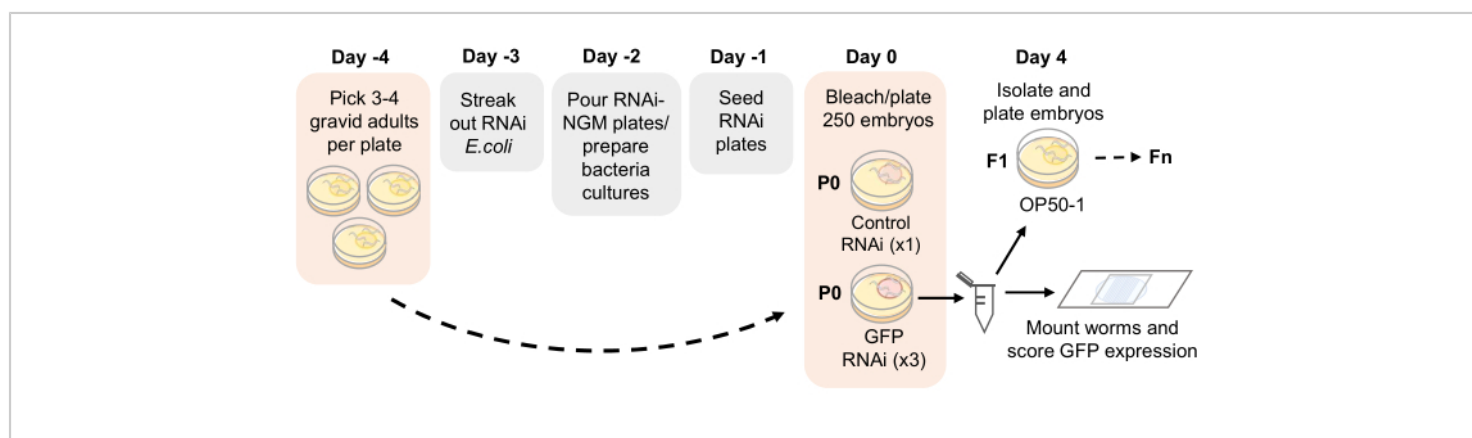 Day -4
Pick 3-4
gravid adults
per plate
Day -3
Streak
out RNAi
E.coli
Day -2
Pour RNAi-
NGM plates/
prepare
bacteria
cultures
Day -1
Seed
RNAi
plates
Day 0
Bleach/plate
250 embryos
P0
Control
RNAi (x1)
P0
GFP
RNAi (x3)
Day 4
Isolate and
plate embryos
F1
Fn
OP50-1
Mount worms and
score GFP expression